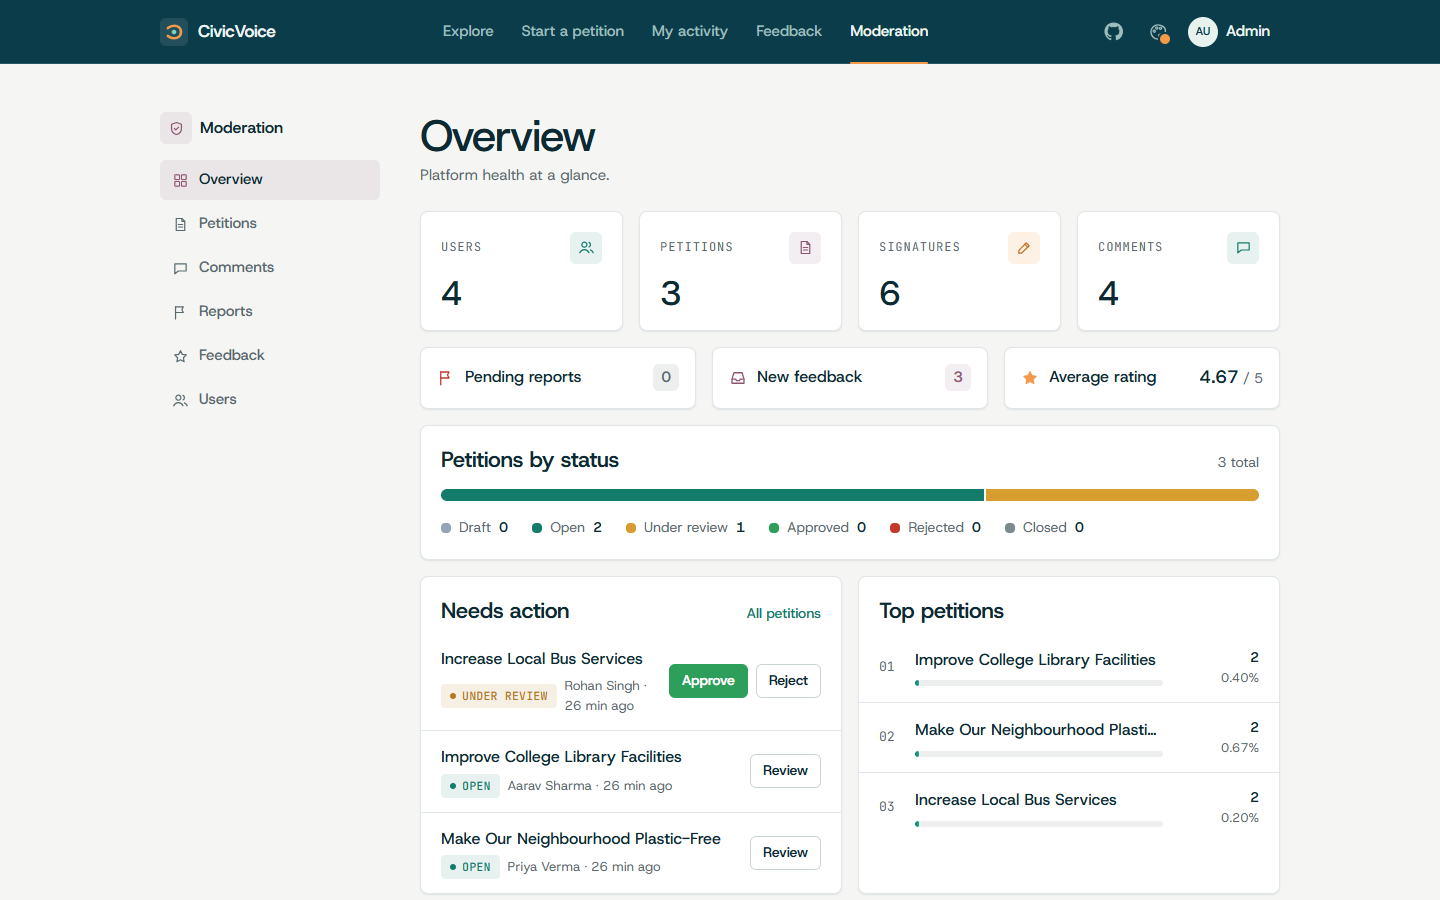 CivicVoice
Explore
Start a petition
My activity
Feedback
Moderation
AU
Admin
Moderation
Overview
Petitions
Comments
Reports
Feedback
Users
Overview
Platform health at a glance.
USERS
4
PETITIONS
3
SIGNATURES
6
COMMENTS
4
Pending reports
0
New feedback
3
Average rating
4.67 / 5
Petitions by status
3 total
Draft 0
Open 2
Under review 1
Approved 0
Rejected 0
Closed 0
Needs action
All petitions
Increase Local Bus Services
UNDER REVIEW
Rohan Singh ·
26 min ago
Approve
Reject
Improve College Library Facilities
OPEN
Aarav Sharma · 26 min ago
Review
Make Our Neighbourhood Plastic-Free
OPEN
Priya Verma · 26 min ago
Review
Top petitions
01
Improve College Library Facilities
2
0.40%
02
Make Our Neighbourhood Plasti...
2
0.67%
03
Increase Local Bus Services
2
0.20%